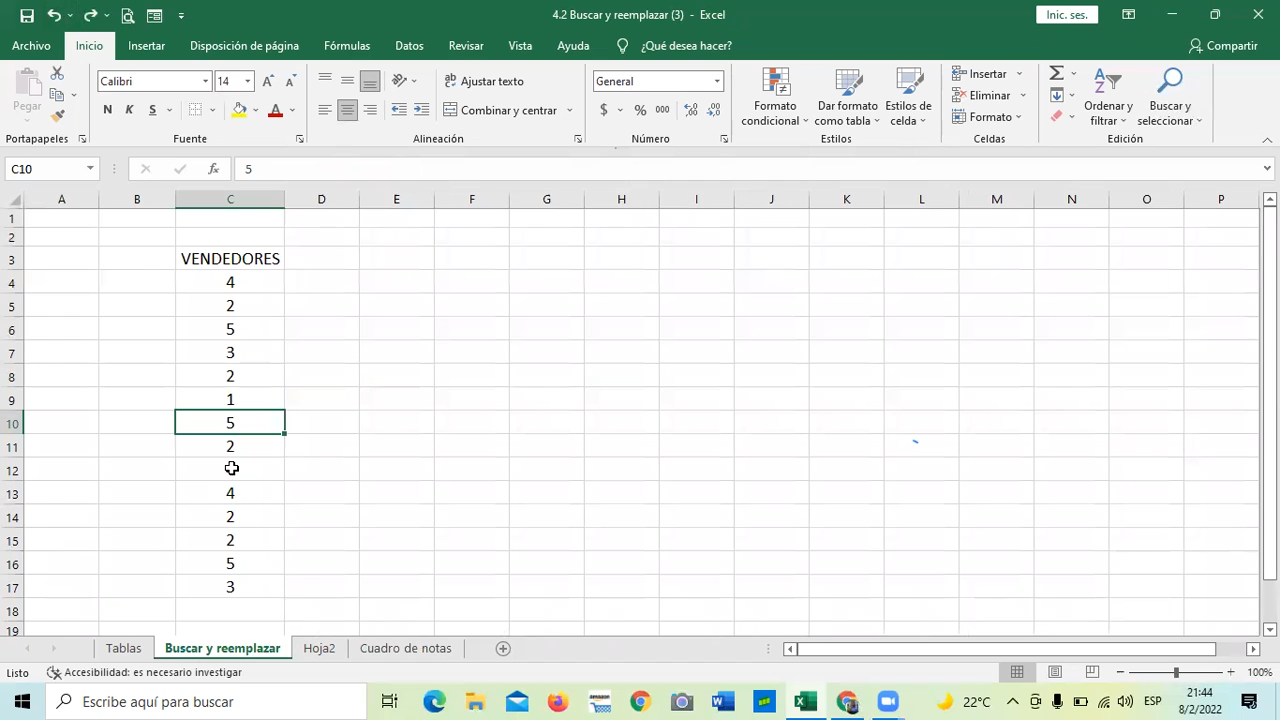 4.2 Buscar y reemplazar (3) - Excel
Inic. ses.
Archivo Inicio Insertar Disposición de página Fórmulas Datos Revisar Vista Ayuda ¿Qué desea hacer? Compartir
Pegar
Calibri 14
N K S A
Ajustar texto
Combinar y centrar
General
$ % 000
Formato condicional
Dar formato como tabla
Estilos de celda
Insertar
Eliminar
Formato
Ordenar y filtrar
Buscar y seleccionar
Portapapeles Fuente Alineación Número Estilos Celdas Edición
C10 fx 5
A B C D E F G H I J K L M N O P
1
2
3 VENDEDORES
4 4
5 2
6 5
7 3
8 2
9 1
10 5
11 2
12
13 4
14 2
15 2
16 5
17 3
18
19
Tablas Buscar y reemplazar Hoja2 Cuadro de notas
Listo Accesibilidad: es necesario investigar 100%
Escribe aquí para buscar 22°C ESP 21:44
8/2/2022